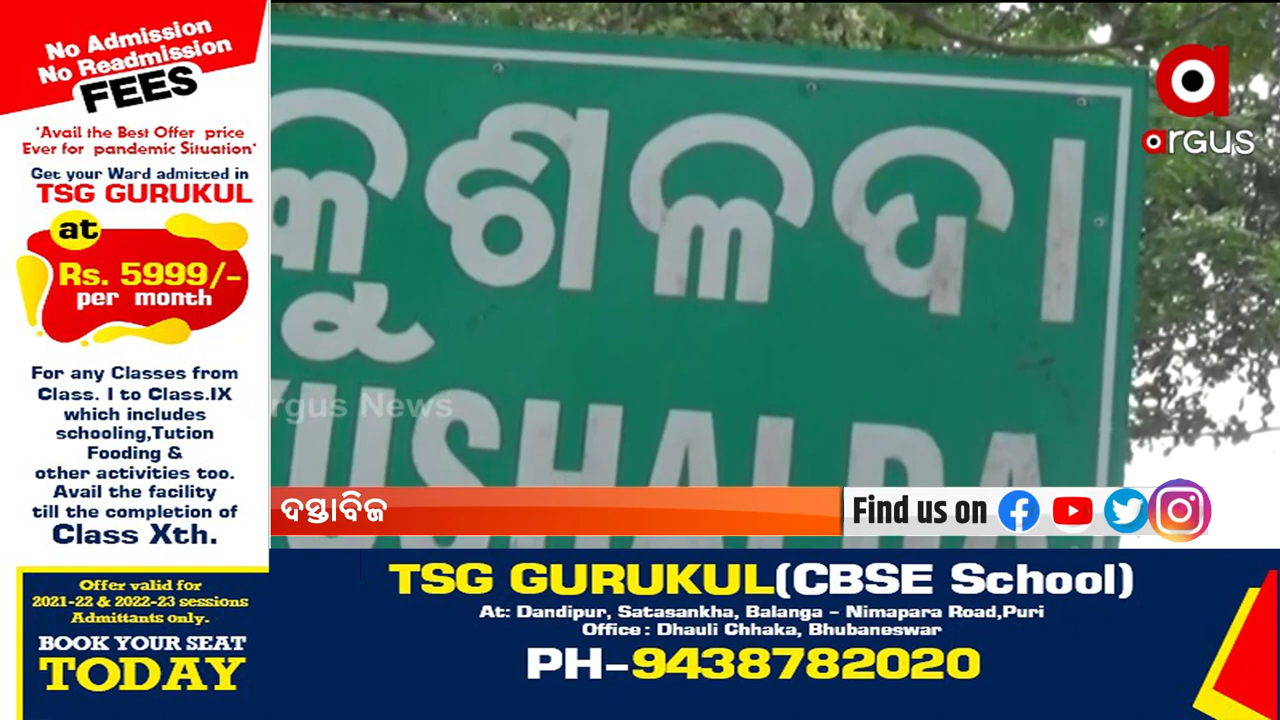 No Admission
No Readmission
FEES
'Avail the Best Offer price
Ever for pandemic Situation'
Get your Ward admitted in
TSG GURUKUL
at
Rs. 5999/-
per month
For any Classes from
Class. I to Class.IX
which includes
schooling,Tution
Fooding &
other activities too.
Avail the facility
till the completion of
Class Xth.
Offer valid for
2021-22 & 2022-23 sessions
Admittants only.
BOOK YOUR SEAT
TODAY
କୁଶଳଦା
KUSHALDA
Argus News
argus
ଦସ୍ତାବିଜ
Find us on
TSG GURUKUL(CBSE School)
At: Dandipur, Satasankha, Balanga - Nimapara Road,Puri
Office : Dhauli Chhaka, Bhubaneswar
PH-9438782020